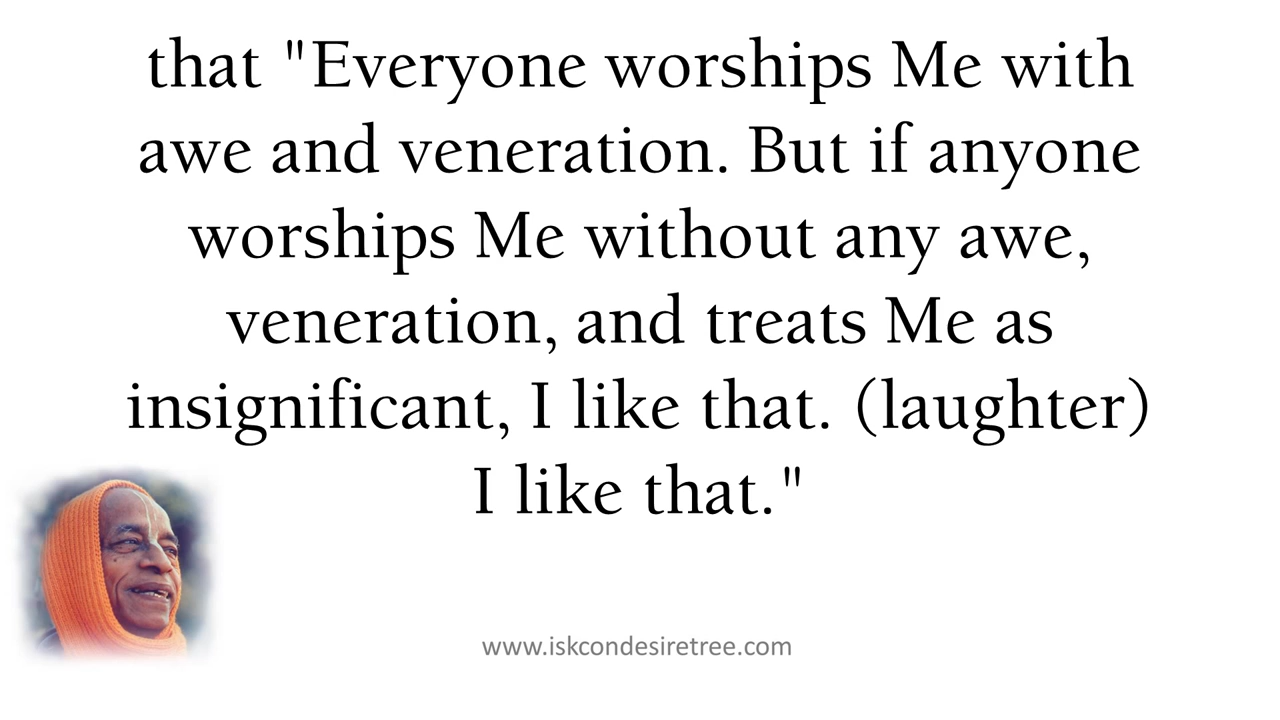 that "Everyone worships Me with
awe and veneration. But if anyone
worships Me without any awe,
veneration, and treats Me as
insignificant, I like that. (laughter)
I like that."
www.iskcondesiretree.com